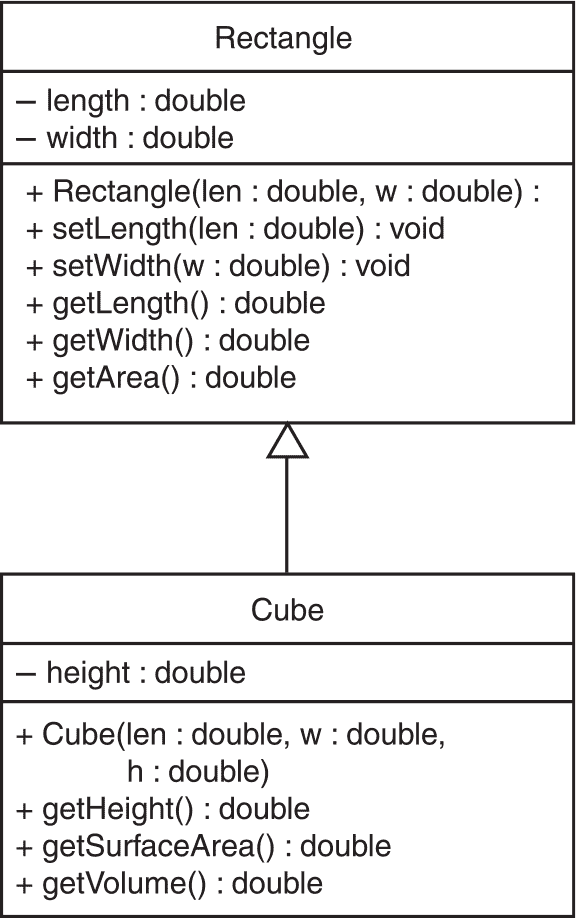 Rectangle
– length : double
– width : double
+ Rectangle(len : double, w : double) :
+ setLength(len : double) : void
+ setWidth(w : double) : void
+ getLength() : double
+ getWidth() : double
+ getArea() : double
Cube
– height : double
+ Cube(len : double, w : double,
h : double)
+ getHeight() : double
+ getSurfaceArea() : double
+ getVolume() : double